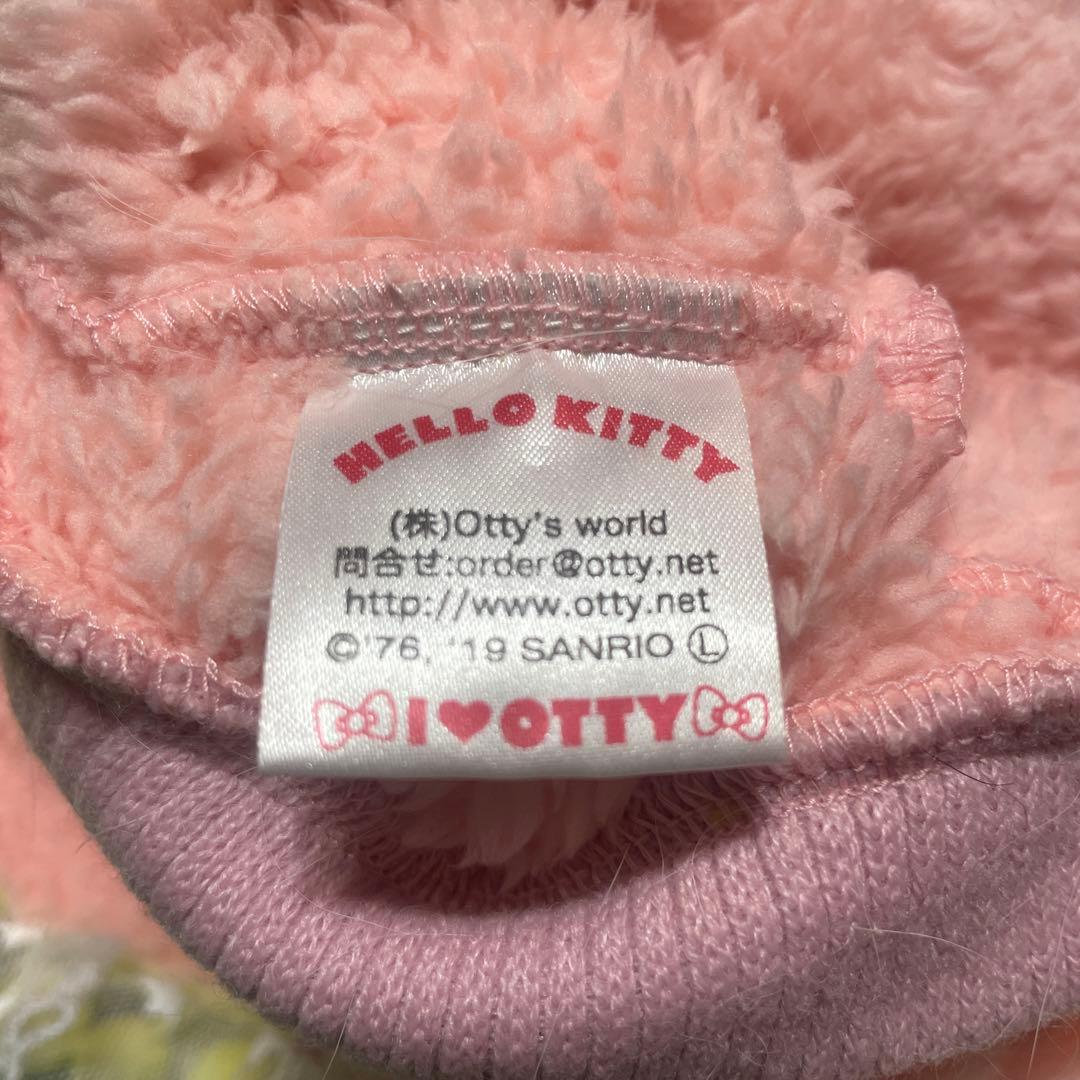 HELLO KITTY
(株)Otty's world
問合せ:order@otty.net
http://www.otty.net
©'76, '19 SANRIO Ⓛ
I♥OTTY